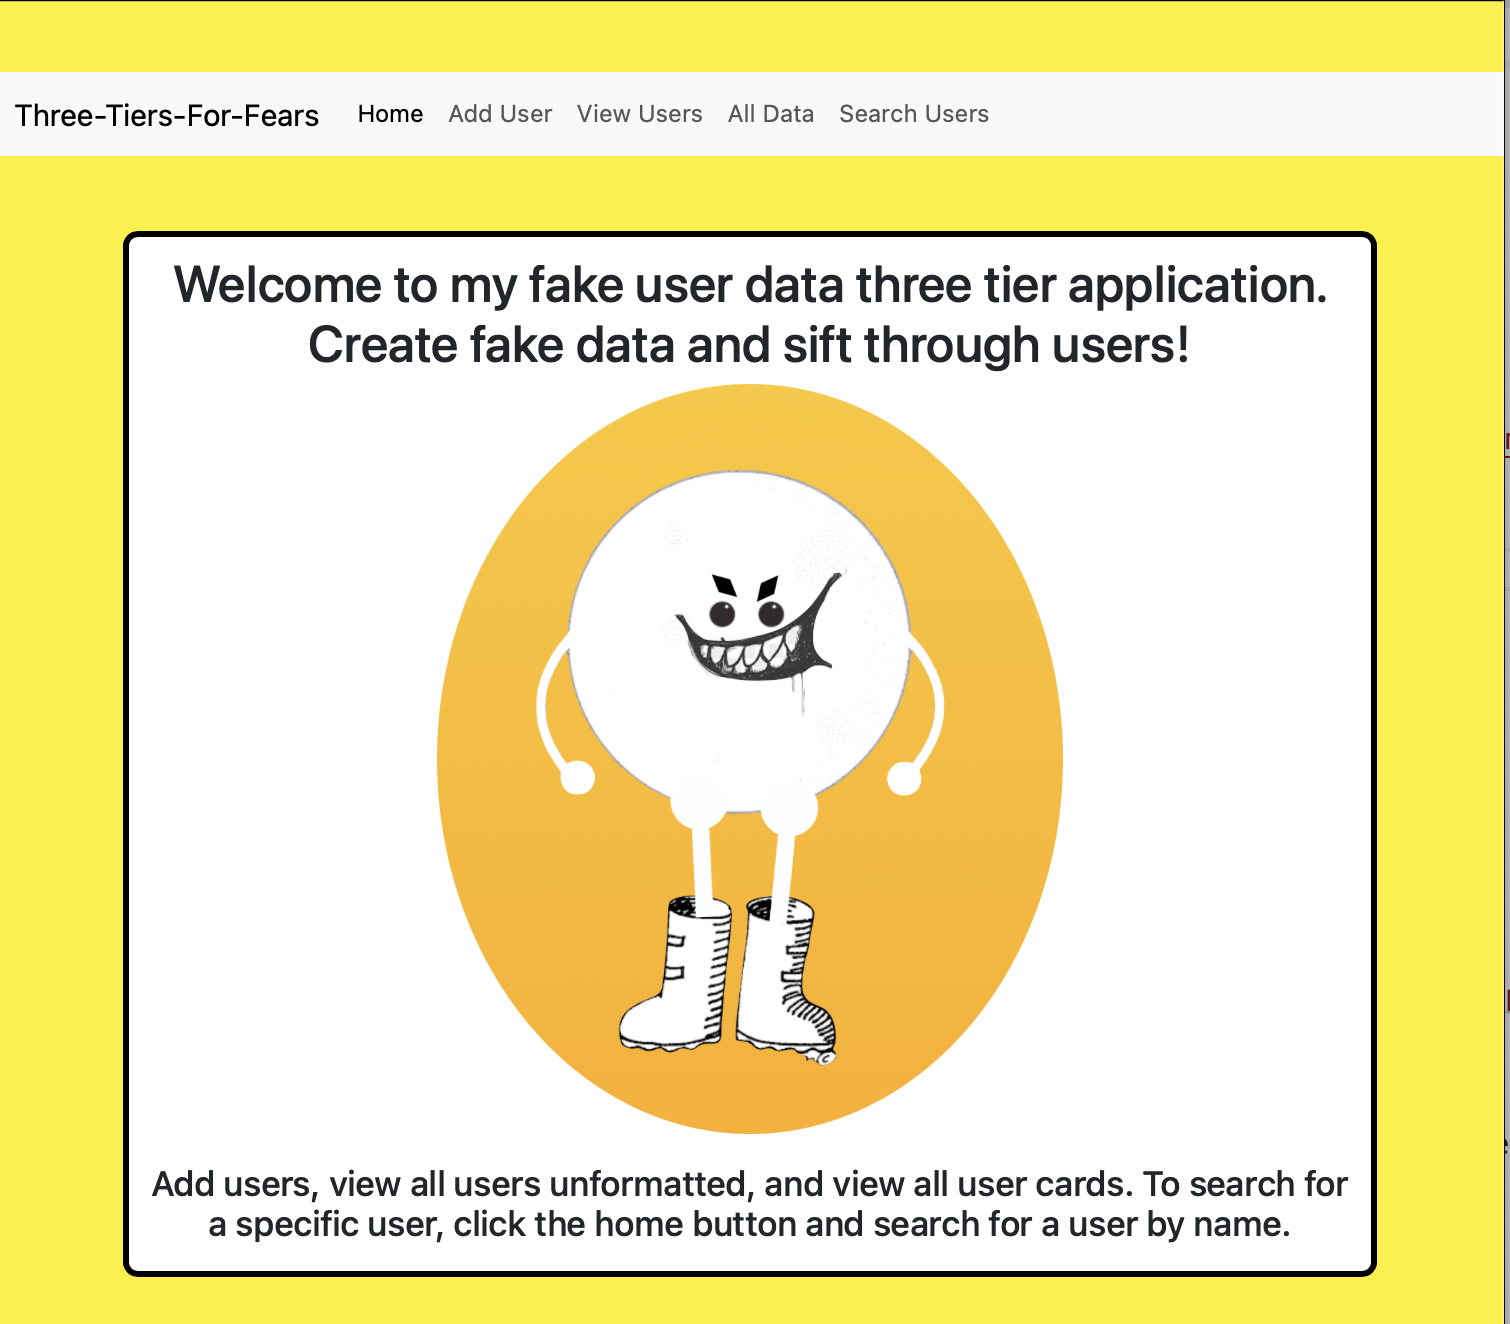 Three-Tiers-For-Fears Home Add User View Users All Data Search Users
Welcome to my fake user data three tier application.
Create fake data and sift through users!
Add users, view all users unformatted, and view all user cards. To search for
a specific user, click the home button and search for a user by name.